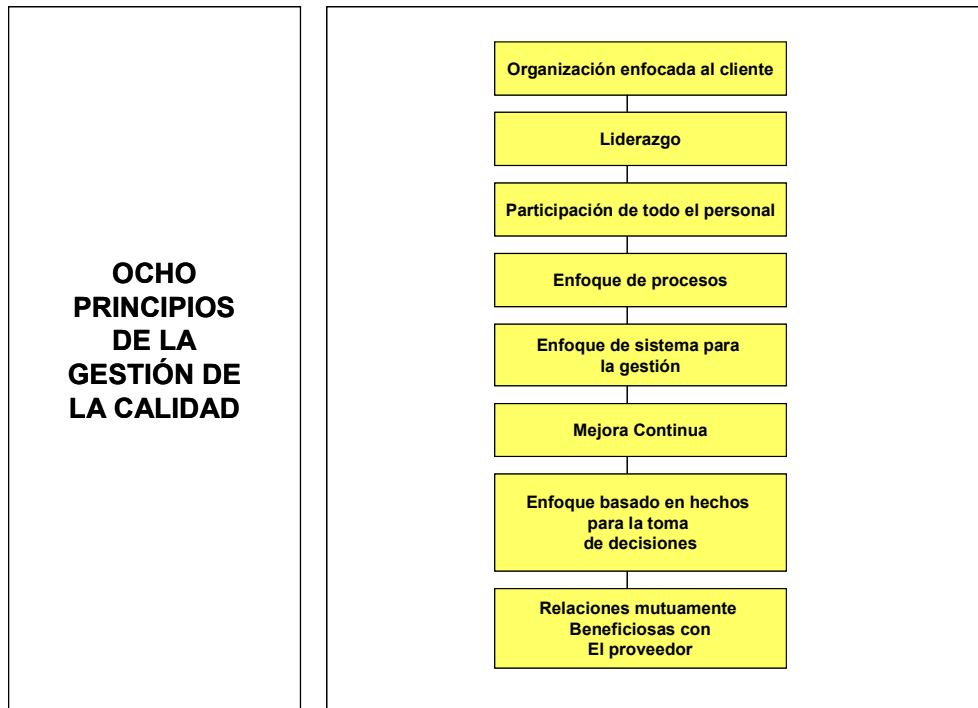 OCHO
PRINCIPIOS
DE LA
GESTIÓN DE
LA CALIDAD
Organización enfocada al cliente
Liderazgo
Participación de todo el personal
Enfoque de procesos
Enfoque de sistema para
la gestión
Mejora Continua
Enfoque basado en hechos
para la toma
de decisiones
Relaciones mutuamente
Beneficiosas con
El proveedor